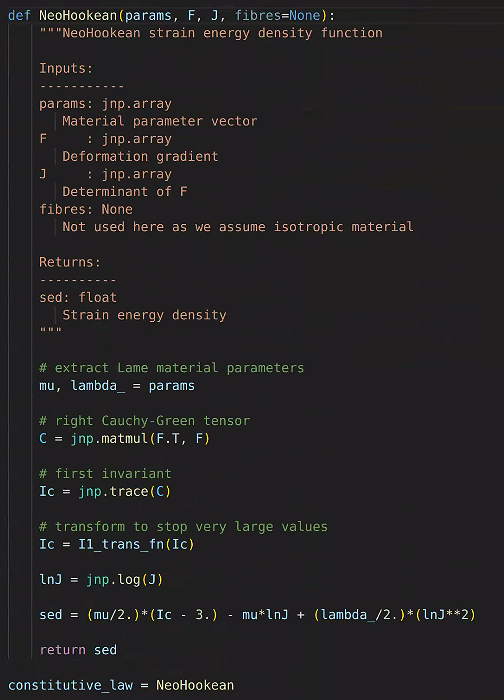 def NeoHookean(params, F, J, fibres=None):
    """NeoHookean strain energy density function

    Inputs:
    -----------
    params: jnp.array
        Material parameter vector
    F     : jnp.array
        Deformation gradient
    J     : jnp.array
        Determinant of F
    fibres: None
        Not used here as we assume isotropic material

    Returns:
    ----------
    sed: float
        Strain energy density
    """

    # extract Lame material parameters
    mu, lambda_ = params

    # right Cauchy-Green tensor
    C = jnp.matmul(F.T, F)

    # first invariant
    Ic = jnp.trace(C)

    # transform to stop very large values
    Ic = I1_trans_fn(Ic)

    lnJ = jnp.log(J)

    sed = (mu/2.)*(Ic - 3.) - mu*lnJ + (lambda_/2.)*(lnJ**2)

    return sed

constitutive_law = NeoHookean